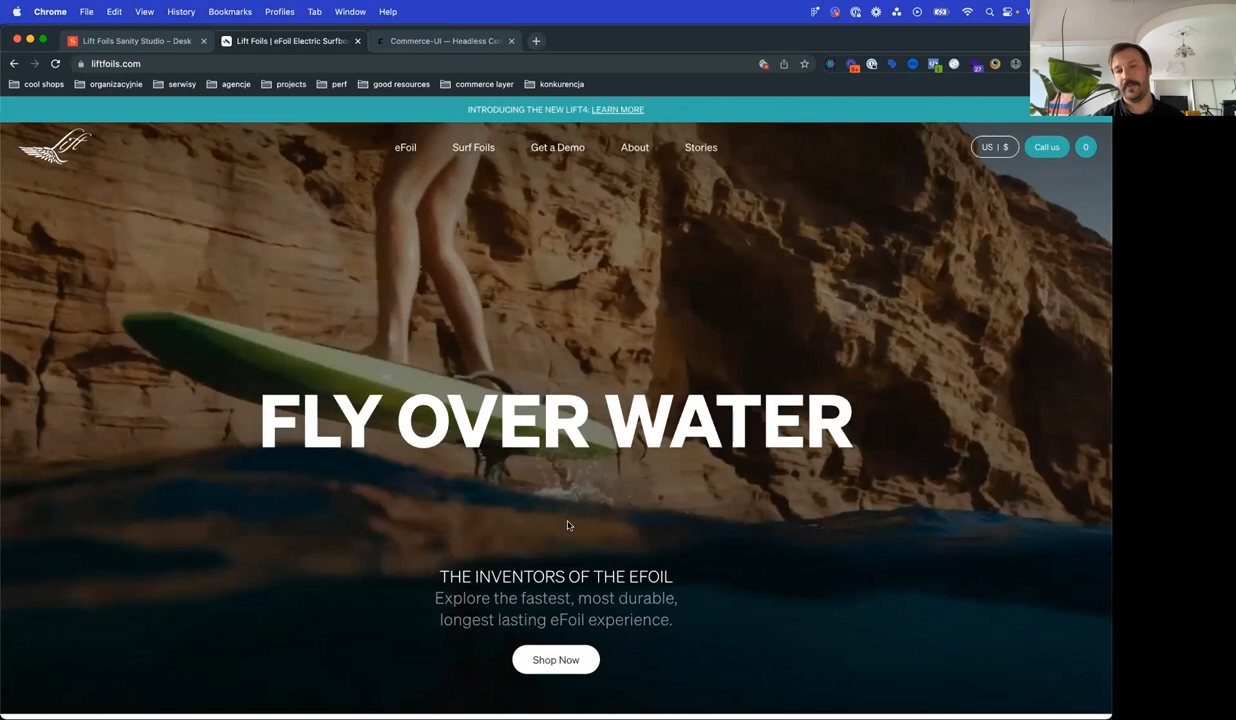 Chrome File Edit View History Bookmarks Profiles Tab Window Help
Lift Foils Sanity Studio – Desk
Lift Foils | eFoil Electric Surfbo
Commerce-UI — Headless Co
liftfoils.com
cool shops organizacyjnie serwisy agencje projects perf good resources commerce layer konkurencja
INTRODUCING THE NEW LIFT4: LEARN MORE
Lift
eFoil Surf Foils Get a Demo About Stories
US | $ Call us 0
FLY OVER WATER
THE INVENTORS OF THE EFOIL
Explore the fastest, most durable,
longest lasting eFoil experience.
Shop Now